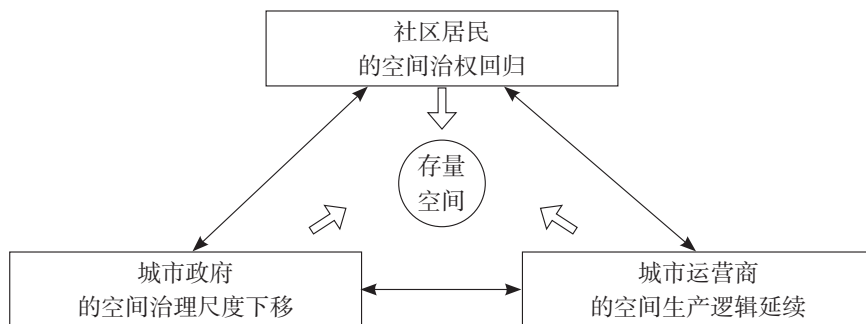 社区居民
的空间治权回归
存量
空间
城市政府
的空间治理尺度下移
城市运营商
的空间生产逻辑延续